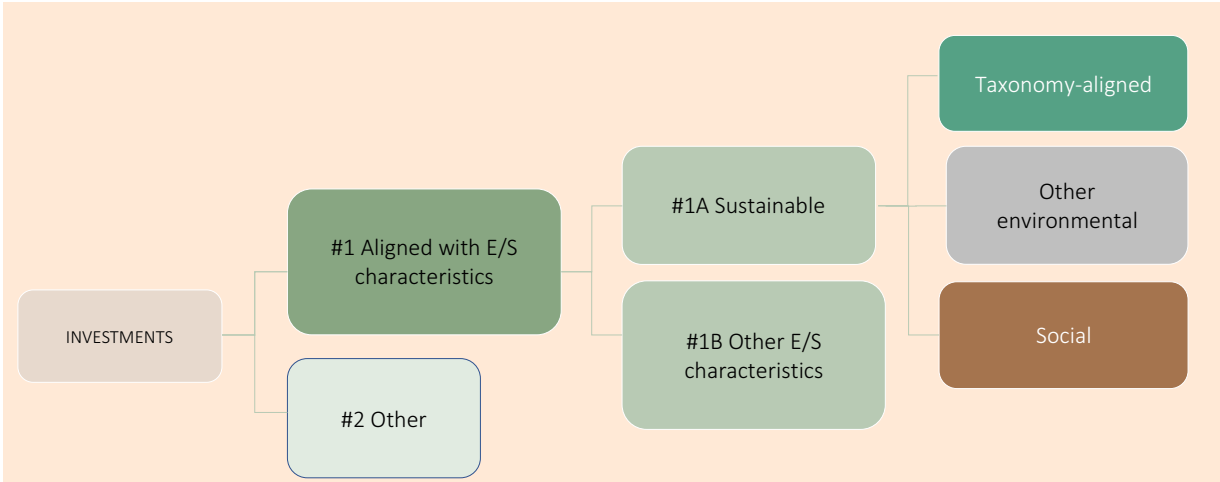 INVESTMENTS
#1 Aligned with E/S
characteristics
#2 Other
#1A Sustainable
#1B Other E/S
characteristics
Taxonomy-aligned
Other
environmental
Social